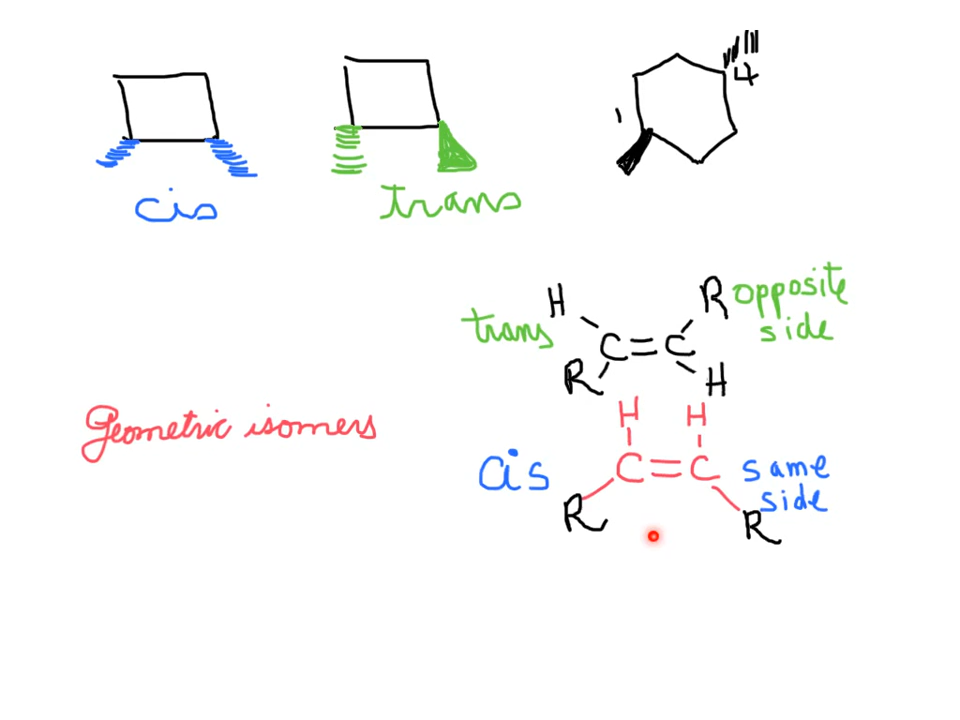 4
1
cis
trans
H R opposite
trans C=C side
R H
H H
Geometric isomers
cis C=C same
side
R R